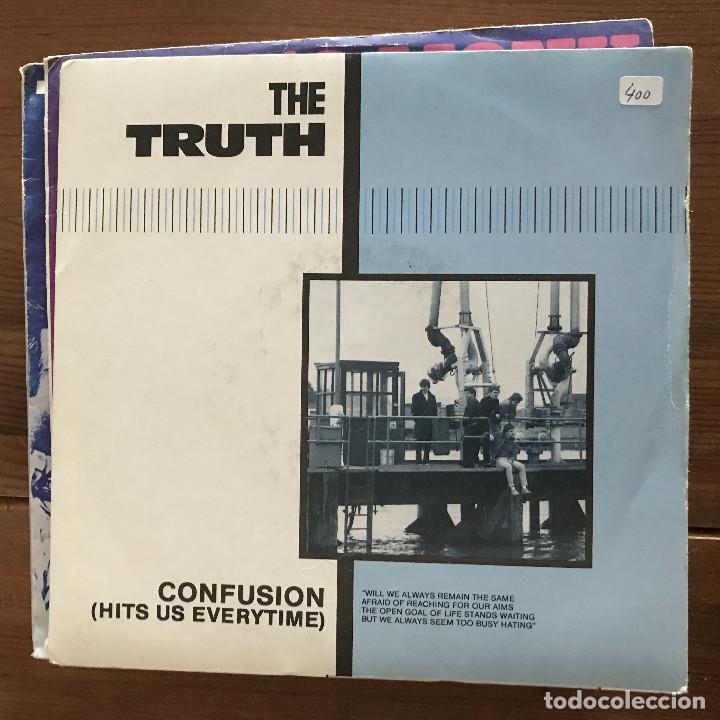 THE
TRUTH
400
CONFUSION
(HITS US EVERYTIME)
"WILL WE ALWAYS REMAIN THE SAME
AFRAID OF REACHING FOR OUR AIMS
THE OPEN GOAL OF LIFE STANDS WAITING
BUT WE ALWAYS SEEM TOO BUSY HATING"
todocoleccion